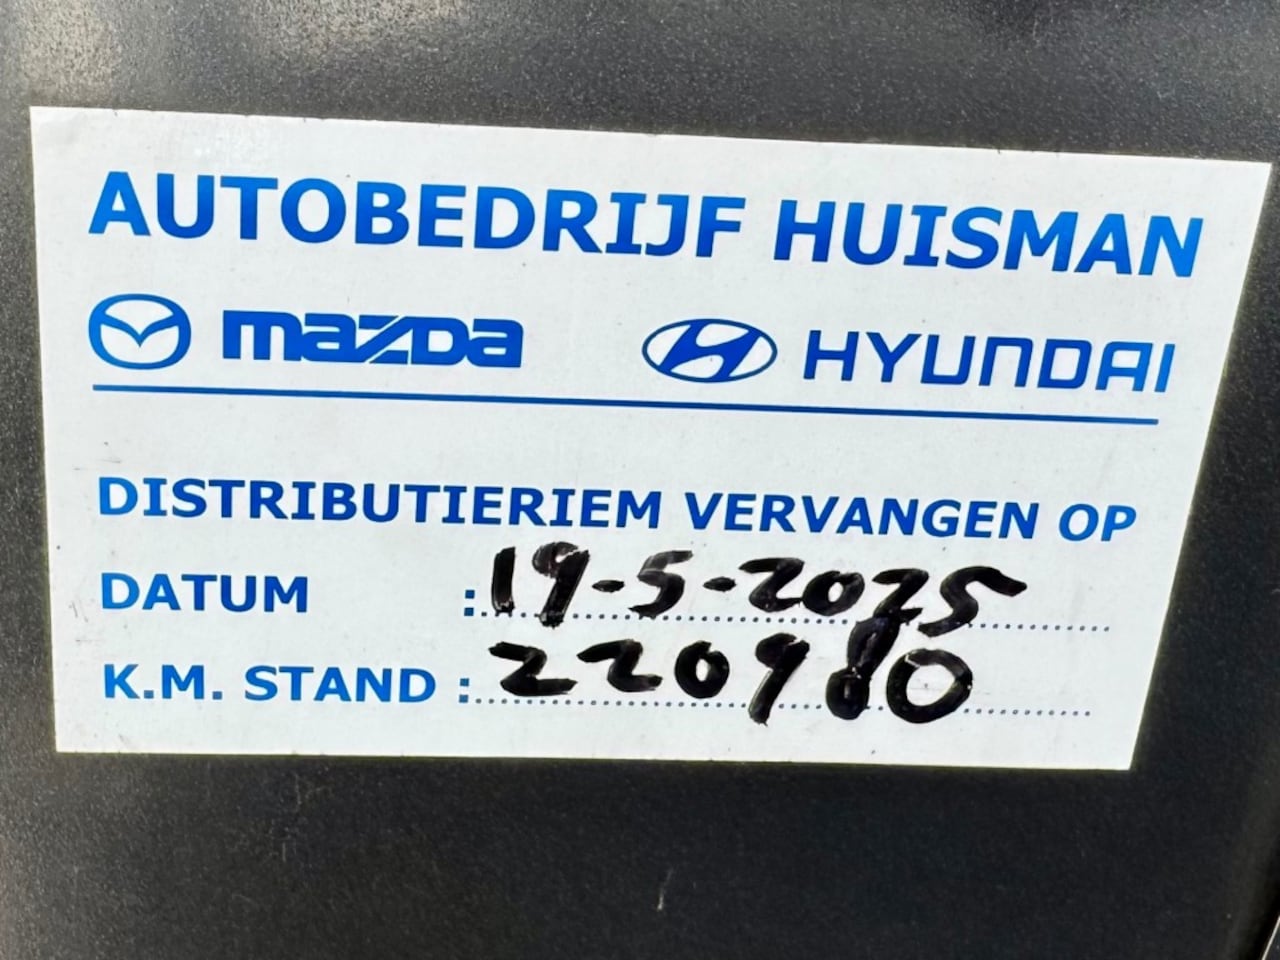 AUTOBEDRIJF HUISMAN
mazda HYUNDAI
DISTRIBUTIERIEM VERVANGEN OP
DATUM : 19-5-2025
K.M. STAND : 220980